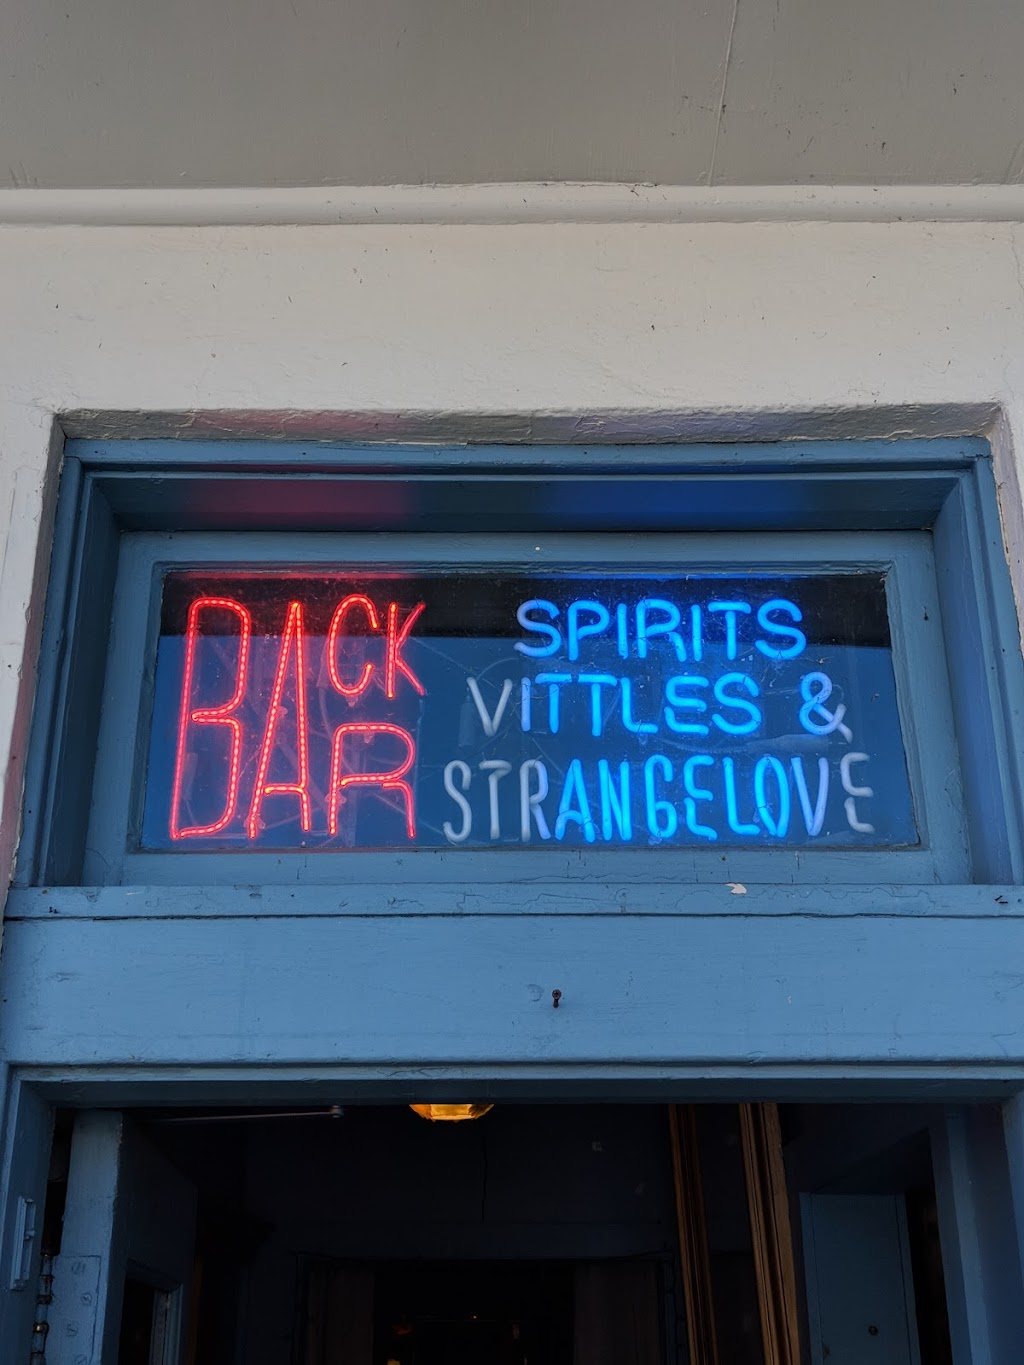 BACK
BAR
SPIRITS
VITTLES &
STRANGELOVE